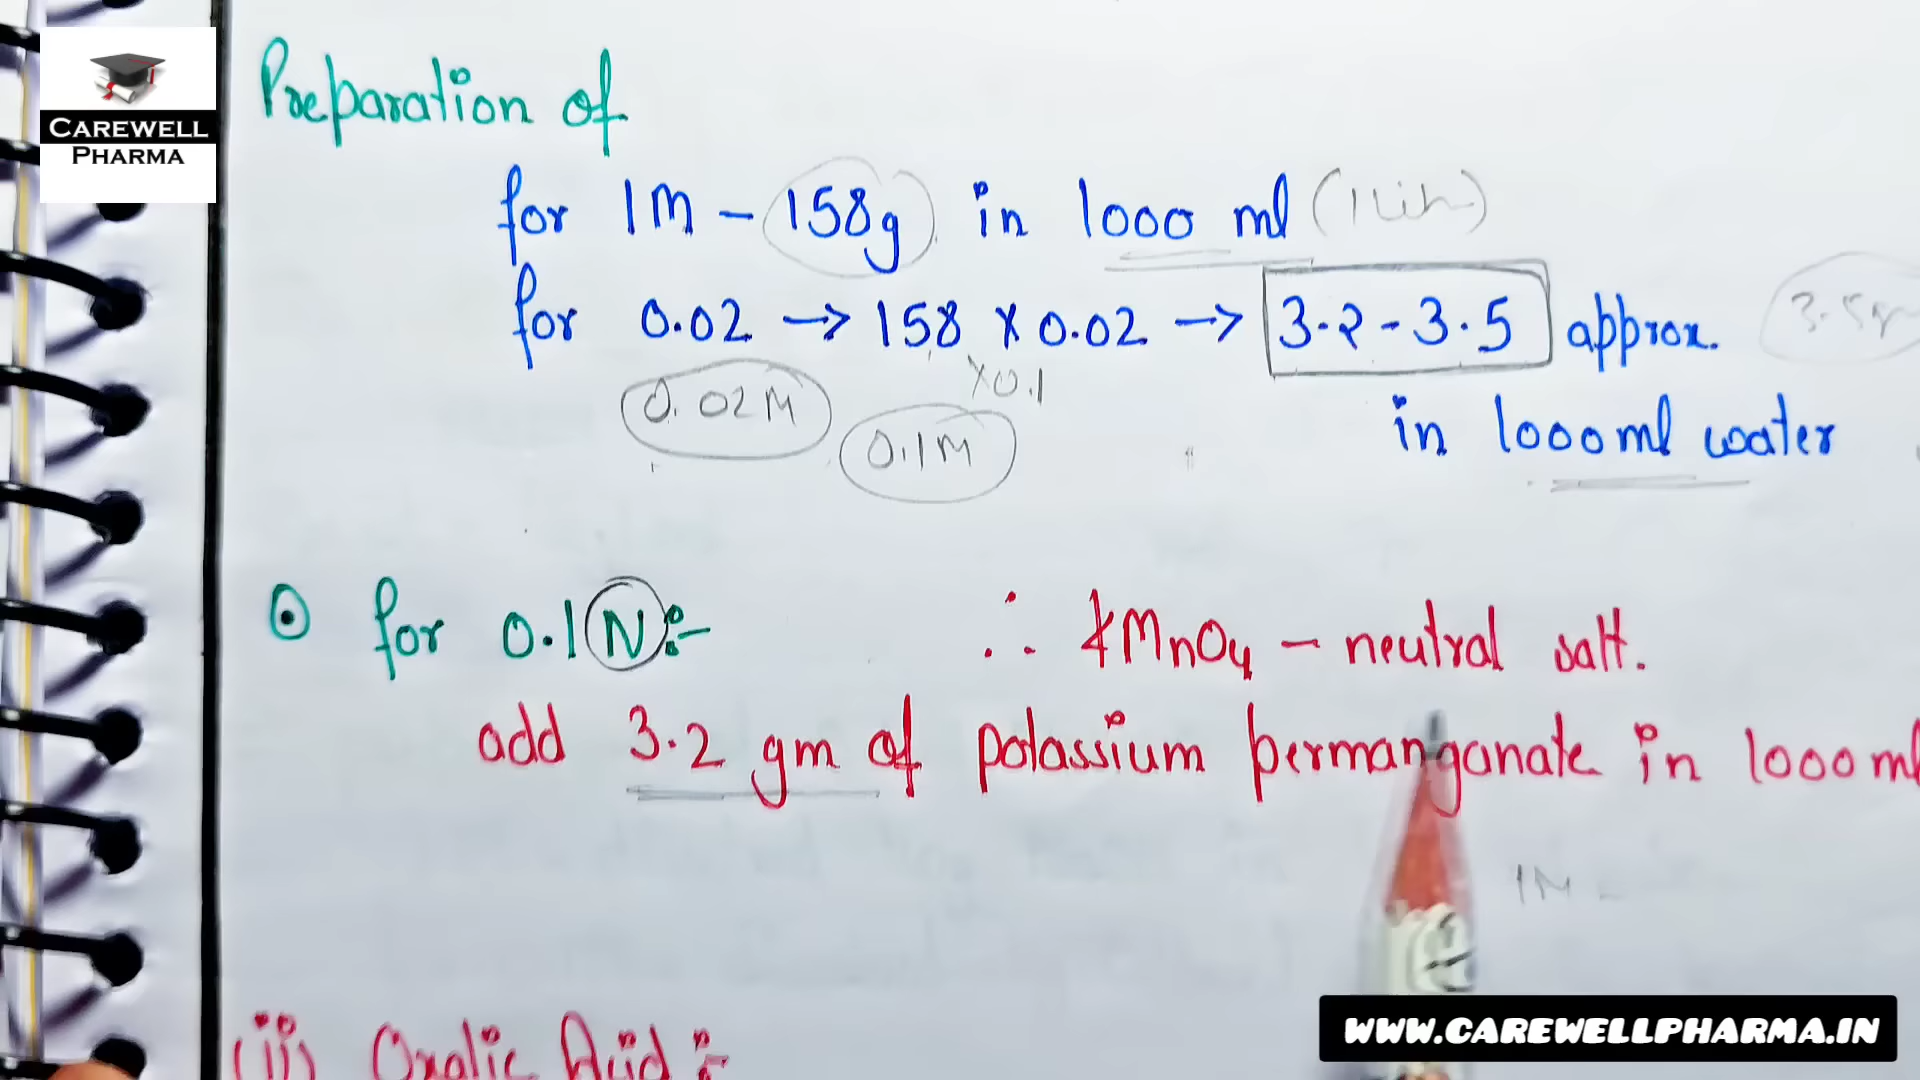 CAREWELL
PHARMA
Preparation of
for 1M - 158g in 1000 ml
for 0.02 → 158 x 0.02 → 3.2 - 3.5 approx.
x0.1
0.02M
0.1M
in 1000ml water
for 0.1 N:- ∴ KMnO4 - neutral salt.
add 3.2 gm of potassium permanganate in 1000ml
1N -
(ii) Oxalic Acid :-
WWW.CAREWELLPHARMA.IN